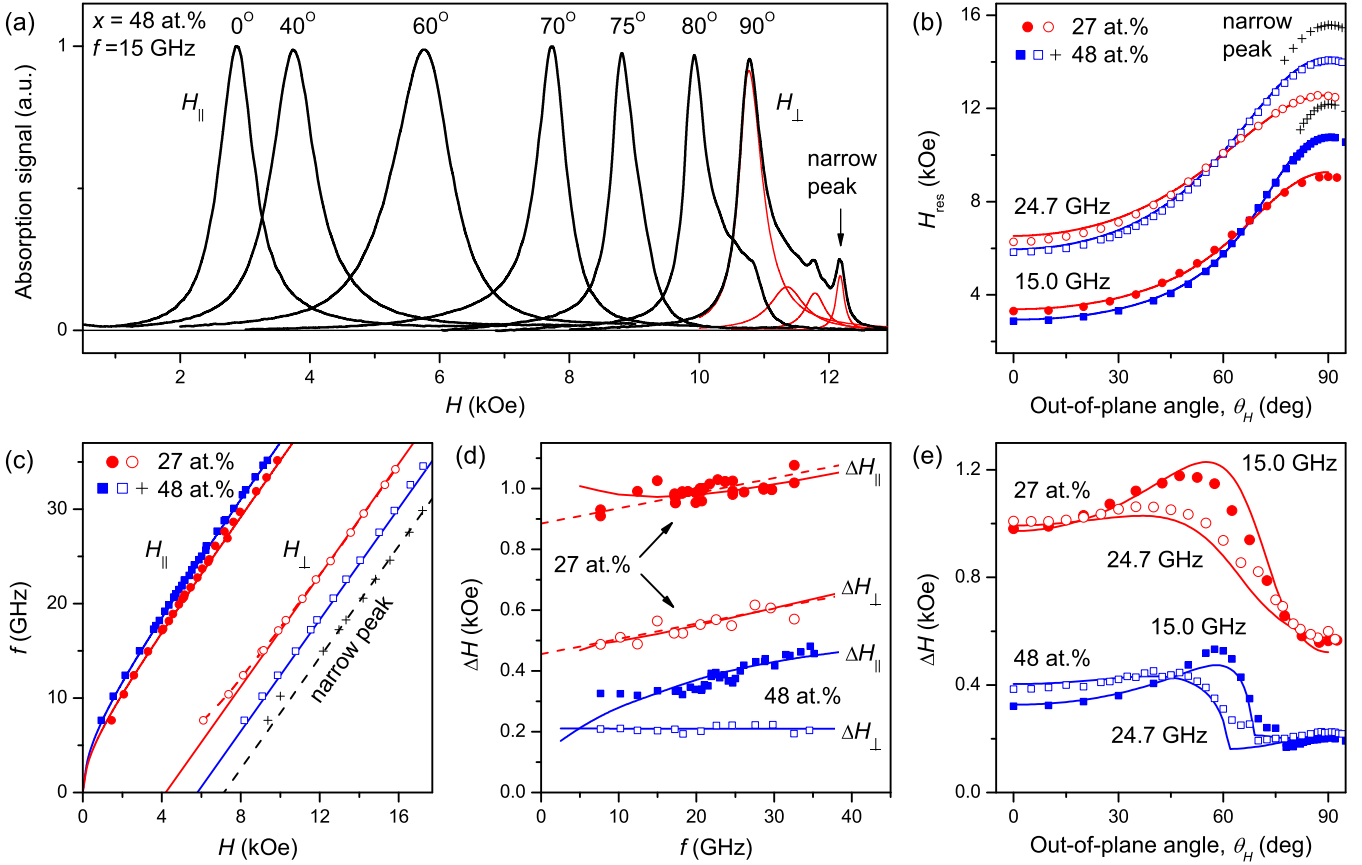 (a)
x = 48 at.%
f =15 GHz
0° 40° 60° 70° 75° 80° 90°
H∥
H⊥
narrow
peak
1
0
Absorption signal (a.u.)
2 4 6 8 10 12
H (kOe)
(b)
27 at.%
48 at.%
narrow
peak
24.7 GHz
15.0 GHz
16
12
8
4
H_res (kOe)
0 30 60 90
Out-of-plane angle, θ_H (deg)
(c)
27 at.%
48 at.%
H∥
H⊥
narrow peak
30
20
10
0
f (GHz)
0 4 8 12 16
H (kOe)
(d)
ΔH∥
27 at.%
ΔH⊥
ΔH∥
48 at.%
ΔH⊥
1.0
0.8
0.6
0.4
0.2
0.0
ΔH (kOe)
0 10 20 30 40
f (GHz)
(e)
15.0 GHz
27 at.%
24.7 GHz
15.0 GHz
48 at.%
24.7 GHz
1.2
0.8
0.4
0.0
ΔH (kOe)
0 30 60 90
Out-of-plane angle, θ_H (deg)